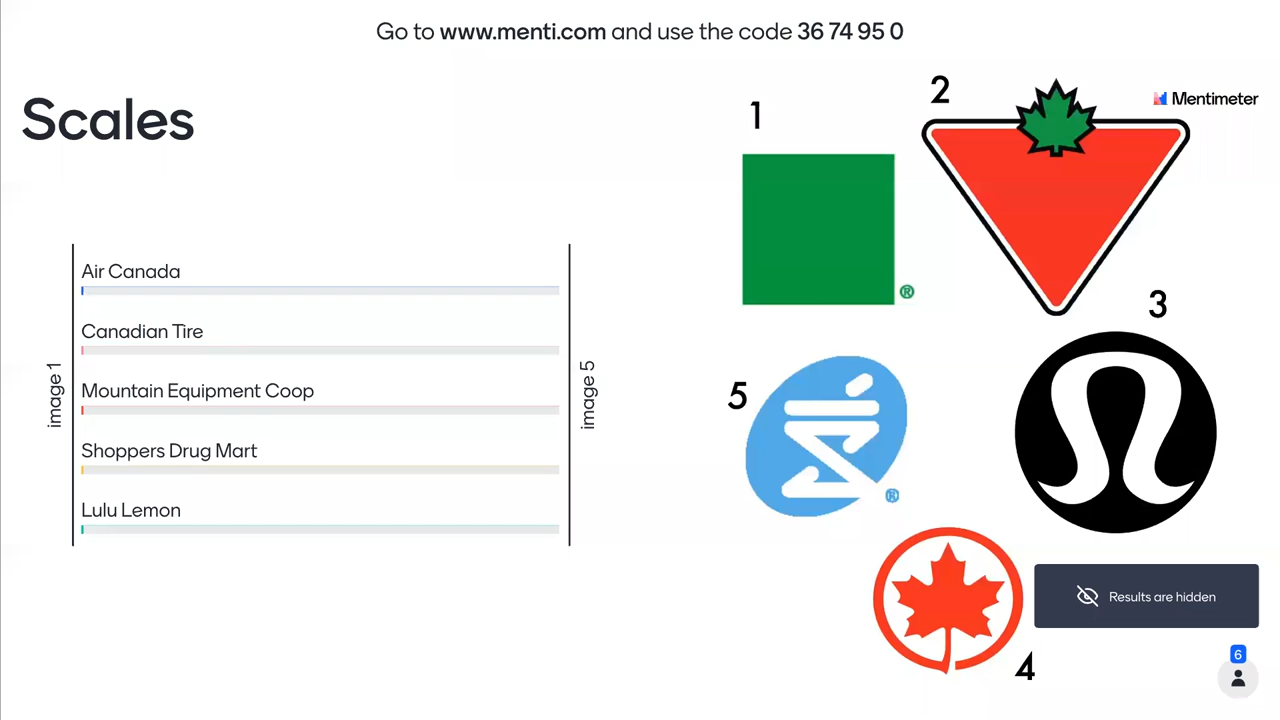 Go to www.menti.com and use the code 36 74 95 0
Scales
Mentimeter
image 1
Air Canada
Canadian Tire
Mountain Equipment Coop
Shoppers Drug Mart
Lulu Lemon
image 5
1
®
2
3
5
®
4
Results are hidden
6